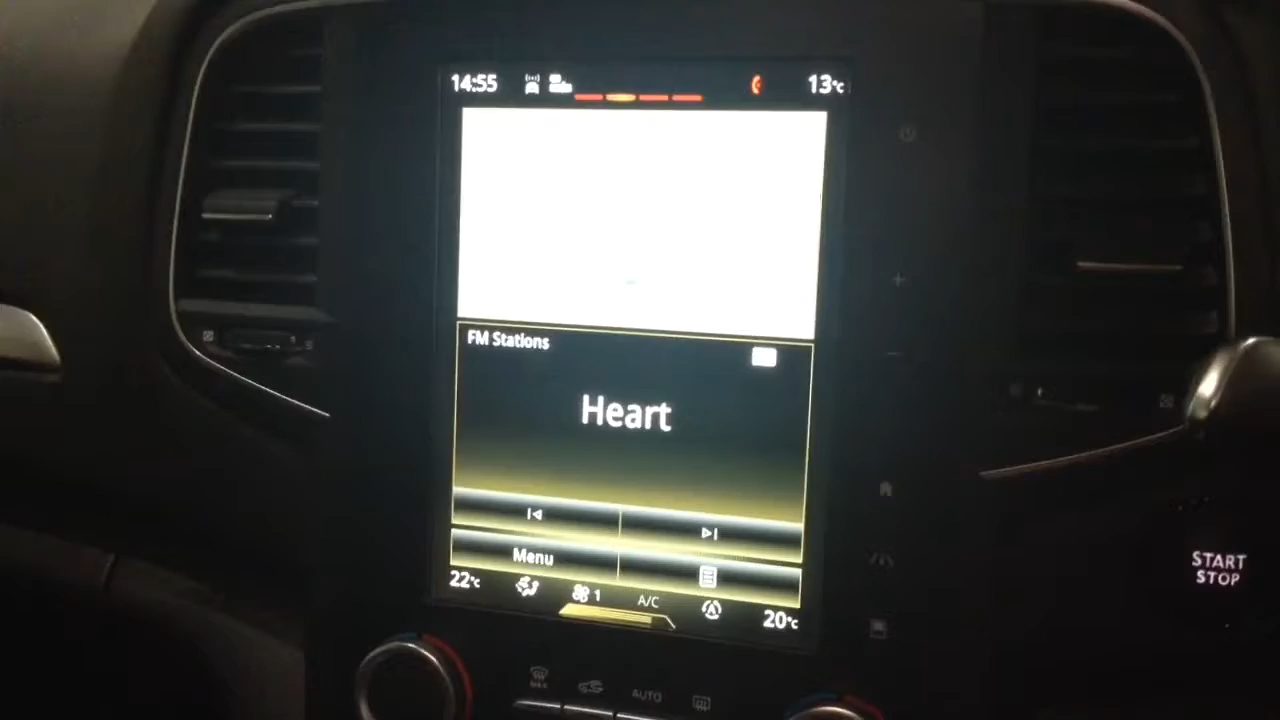 14:55
13°c
FM Stations
Heart
Menu
22°c
1
A/C
20°c
START
STOP
AUTO